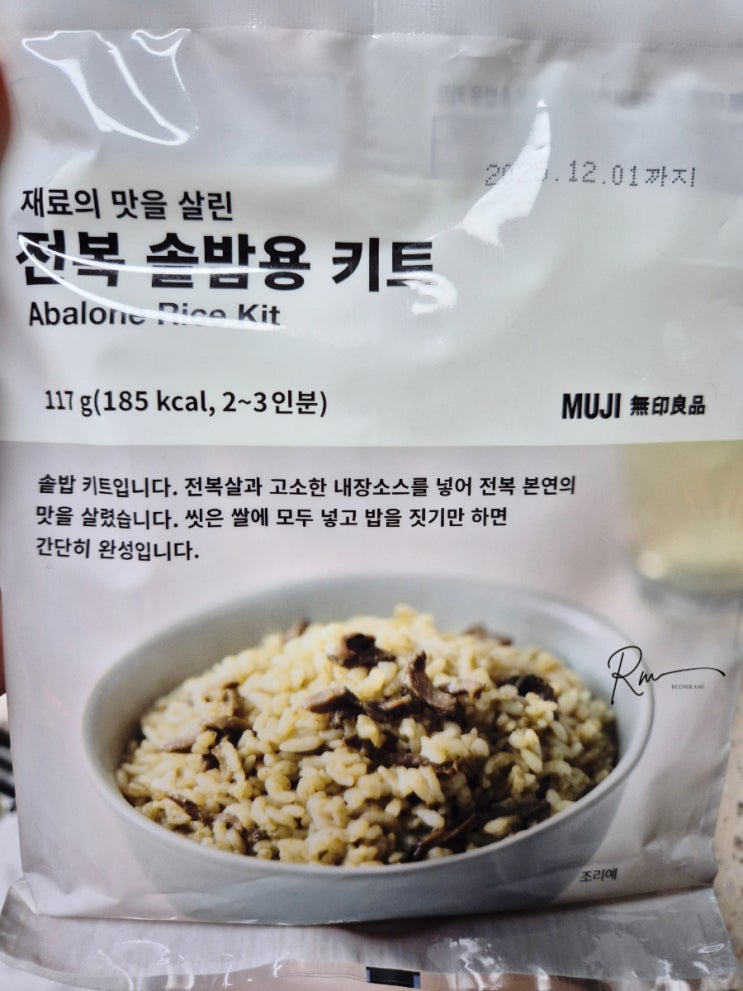 2025.12.01까지
재료의 맛을 살린
전복 솥밥용 키트
Abalone Rice Kit
117 g(185 kcal, 2~3인분)
MUJI 無印良品
솥밥 키트입니다. 전복살과 고소한 내장소스를 넣어 전복 본연의
맛을 살렸습니다. 씻은 쌀에 모두 넣고 밥을 짓기만 하면
간단히 완성입니다.
BEOMRAMI
조리예